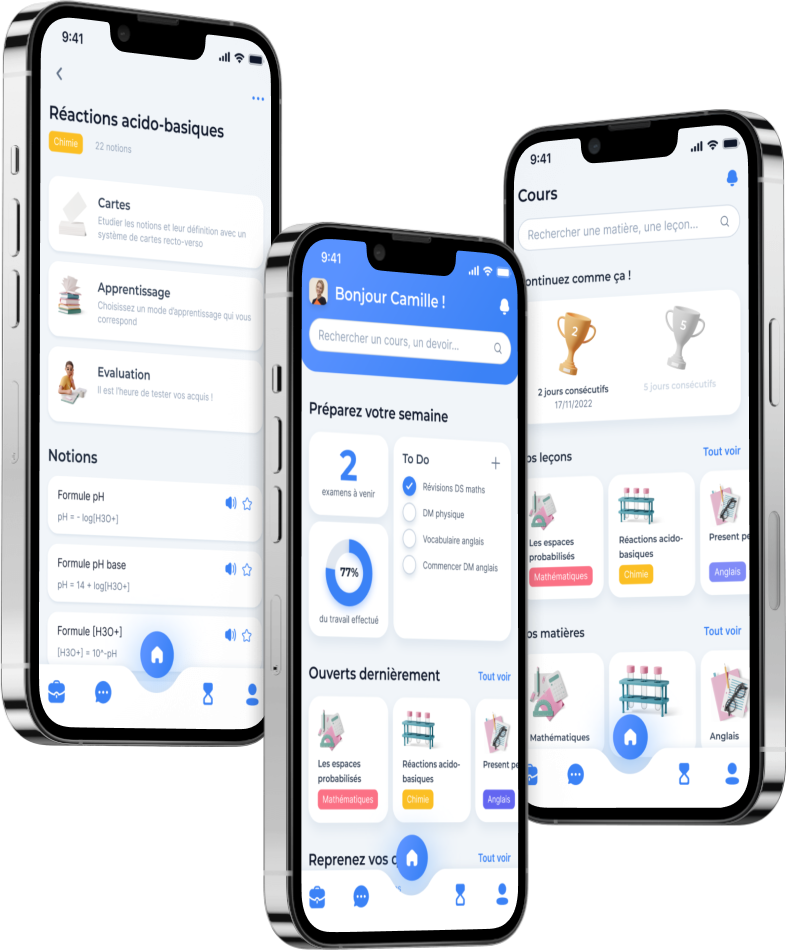 9:41
Réactions acido-basiques
Chimie
22 notions
Cartes
Etudier les notions et leur définition avec un
système de cartes recto-verso
Apprentissage
Choisissez un mode d'apprentissage qui vous
correspond
Evaluation
Il est l'heure de tester vos acquis !
Notions
Formule pH
pH = - log[H3O+]
Formule pH base
pH = 14 + log[H3O+]
Formule [H3O+]
[H3O+] = 10^-pH
9:41
Bonjour Camille !
Rechercher un cours, un devoir...
Préparez votre semaine
2
examens à venir
77%
du travail effectué
To Do
Révisions DS maths
DM physique
Vocabulaire anglais
Commencer DM anglais
Ouverts dernièrement
Tout voir
Les espaces
probabilisés
Mathématiques
Réactions acido-
basiques
Chimie
Present pe
Anglais
Reprenez vos
Tout voir
9:41
Cours
Rechercher une matière, une leçon...
ontinuez comme ça !
2
2 jours consécutifs
17/11/2022
5
5 jours consécutifs
os leçons
Tout voir
Les espaces
probabilisés
Mathématiques
Réactions acido-
basiques
Chimie
Present pe
Anglais
os matières
Tout voir
Mathématiques
Anglais